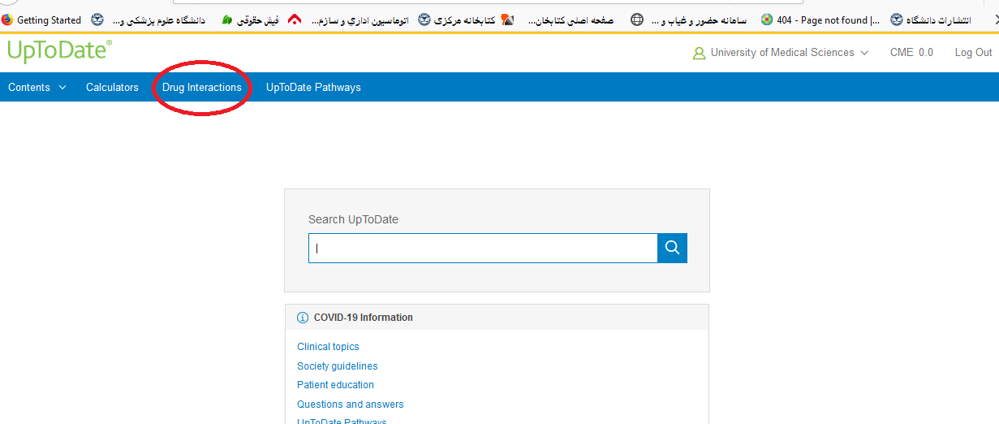 Getting Started دانشگاه علوم پزشکی و... فیش حقوقی اتوماسیون اداري و سازم... کتابخانه مرکزی صفحه اصلی کتابخان... سامانه حضور و غیاب و ... 404 - Page not found |... انتشارات دانشگاه
UpToDate® University of Medical Sciences CME 0.0 Log Out
Contents Calculators Drug Interactions UpToDate Pathways
Search UpToDate
COVID-19 Information
Clinical topics
Society guidelines
Patient education
Questions and answers
UpToDate Pathways